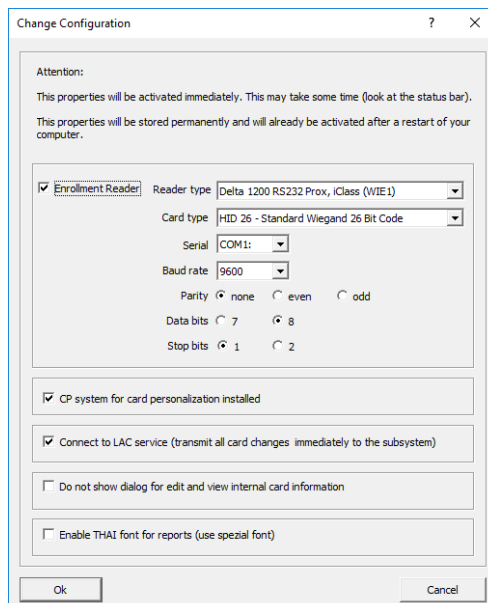 Change Configuration ? ×
Attention:
This properties will be activated immediately. This may take some time (look at the status bar).
This properties will be stored permanently and will already be activated after a restart of your
computer.
Enrollment Reader Reader type Delta 1200 RS232 Prox, iClass (WIE1)
Card type HID 26 - Standard Wiegand 26 Bit Code
Serial COM1:
Baud rate 9600
Parity none even odd
Data bits 7 8
Stop bits 1 2
CP system for card personalization installed
Connect to LAC service (transmit all card changes immediately to the subsystem)
Do not show dialog for edit and view internal card information
Enable THAI font for reports (use spezial font)
Ok Cancel